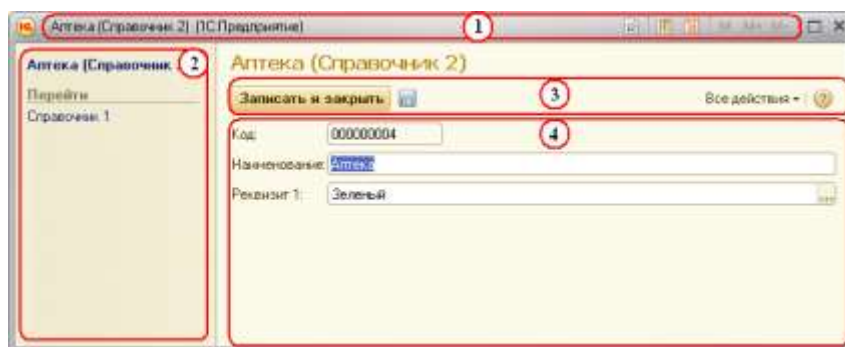 Аптека (Справочник 2) (1С:Предприятие) 1 M M+ M-
Аптека (Справочник 2
Перейти
Справочник 1
Аптека (Справочник 2)
Записать и закрыть 3 Все действия
Код: 000000004 4
Наименование: Аптека
Реквизит 1: Зеленый ...